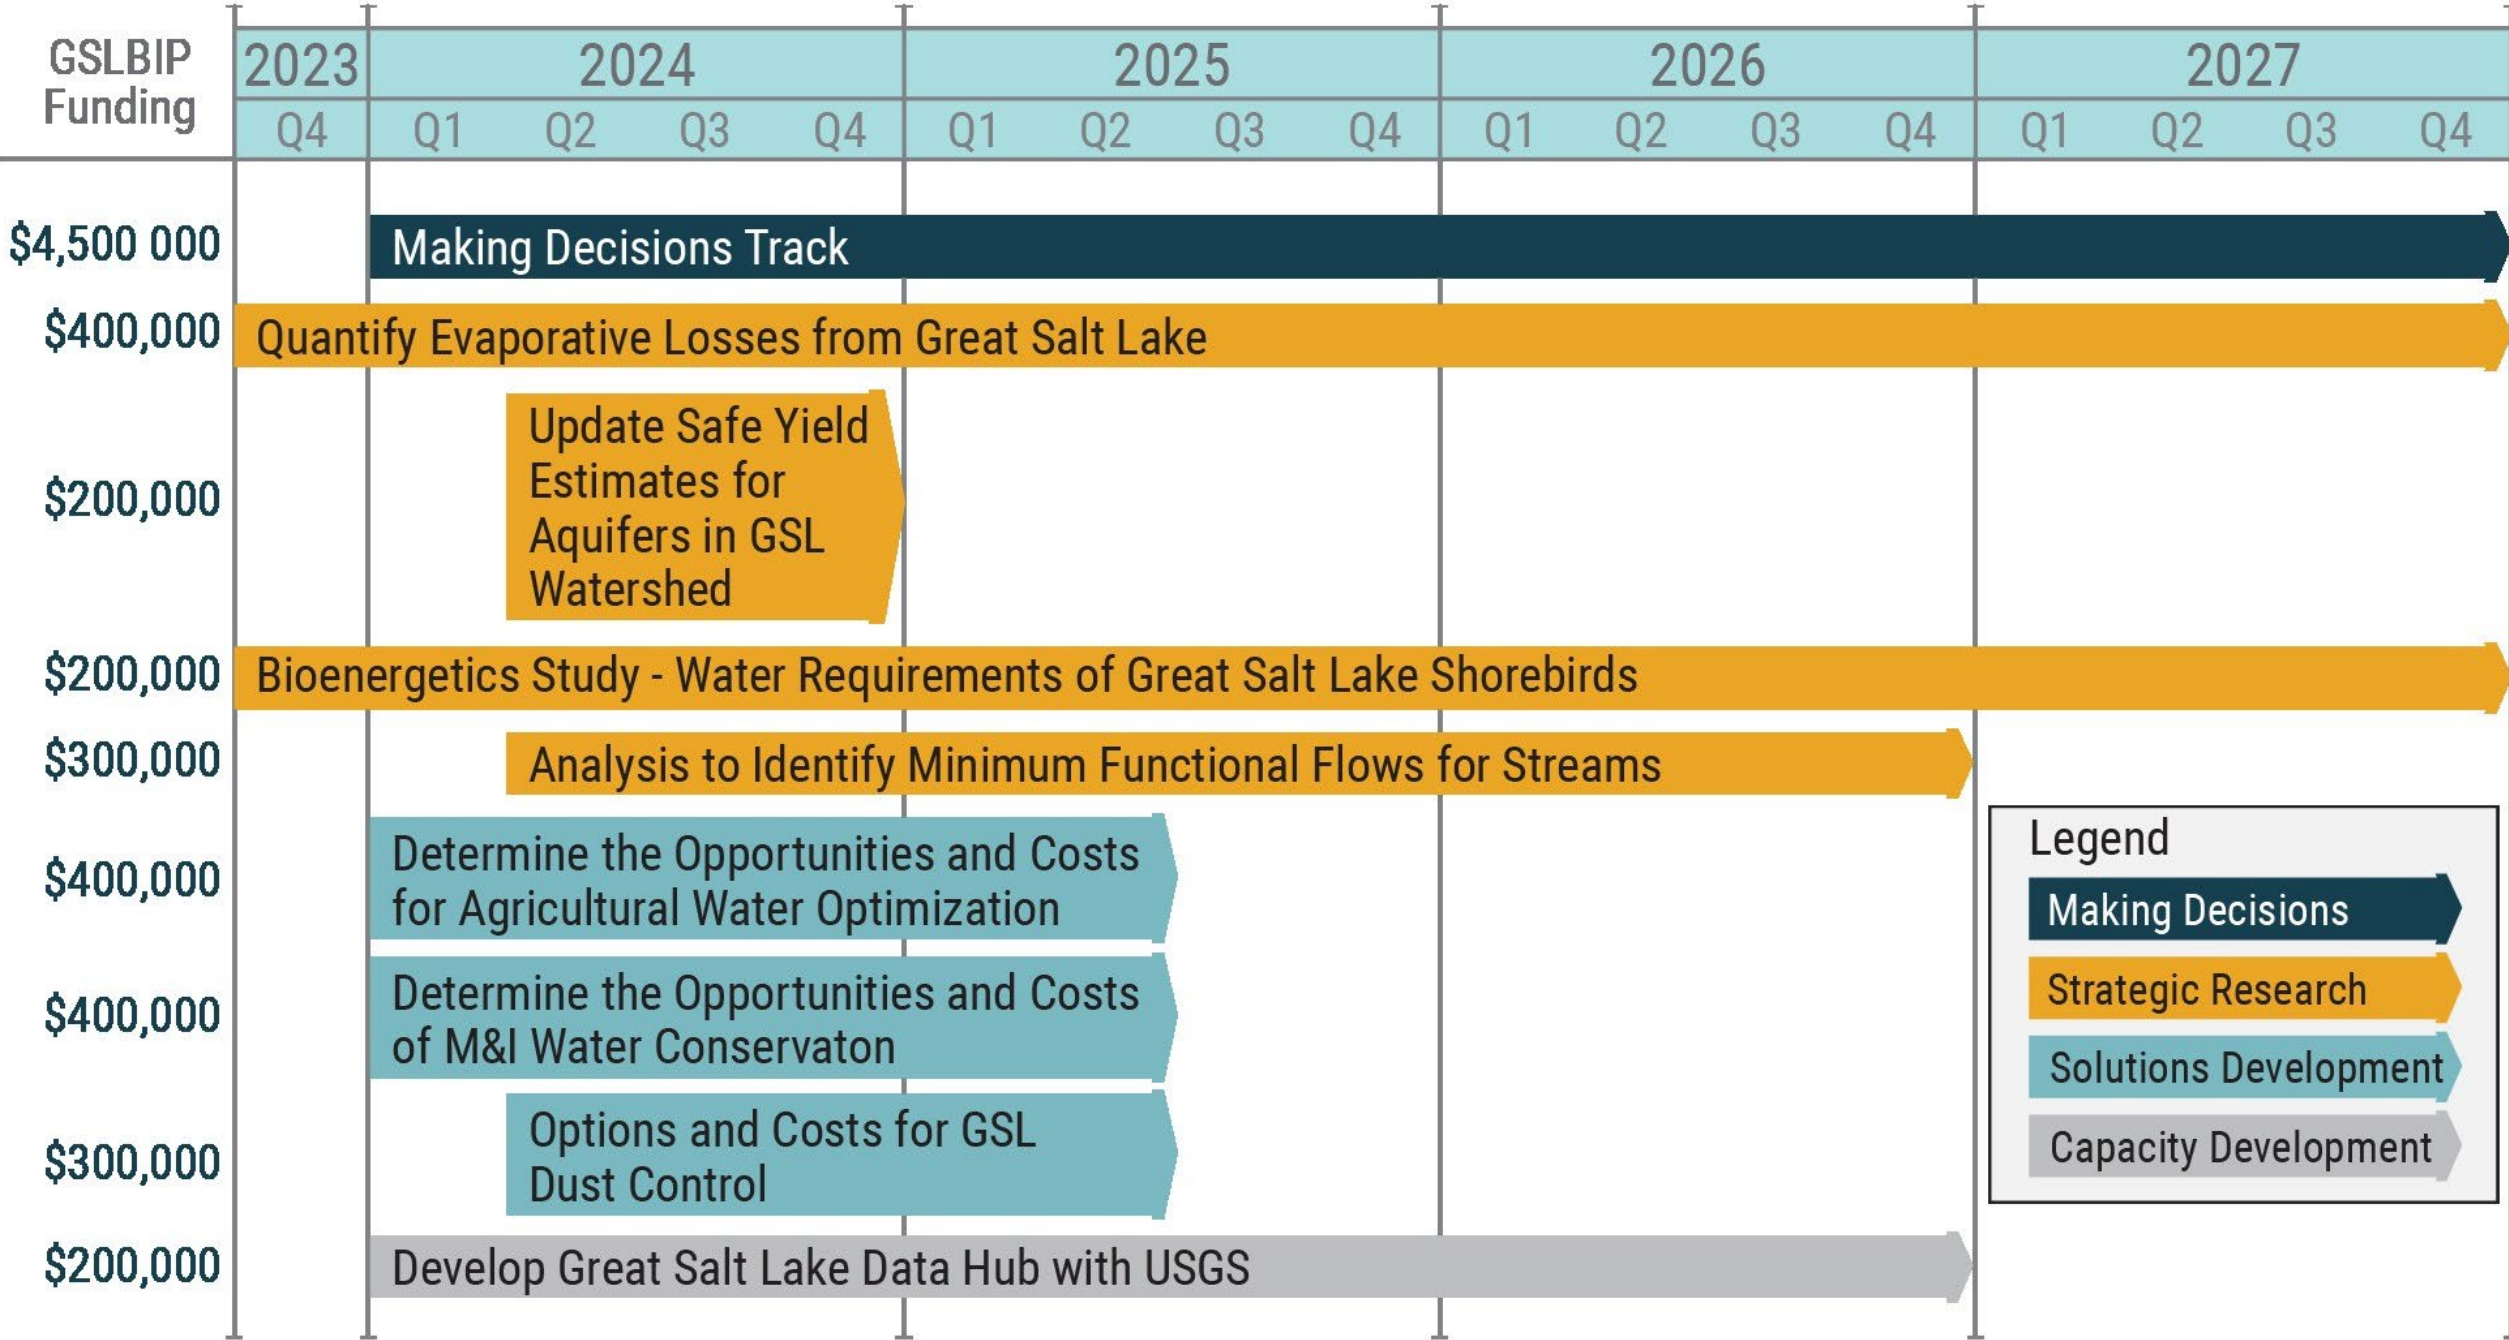 GSLBIP
Funding
2023 2024 2025 2026 2027
Q4 Q1 Q2 Q3 Q4 Q1 Q2 Q3 Q4 Q1 Q2 Q3 Q4 Q1 Q2 Q3 Q4
$4,500 000 Making Decisions Track
$400,000 Quantify Evaporative Losses from Great Salt Lake
$200,000
Update Safe Yield
Estimates for
Aquifers in GSL
Watershed
$200,000 Bioenergetics Study - Water Requirements of Great Salt Lake Shorebirds
$300,000 Analysis to Identify Minimum Functional Flows for Streams
$400,000
Determine the Opportunities and Costs
for Agricultural Water Optimization
$400,000
Determine the Opportunities and Costs
of M&I Water Conservaton
$300,000
Options and Costs for GSL
Dust Control
$200,000 Develop Great Salt Lake Data Hub with USGS
Legend
Making Decisions
Strategic Research
Solutions Development
Capacity Development